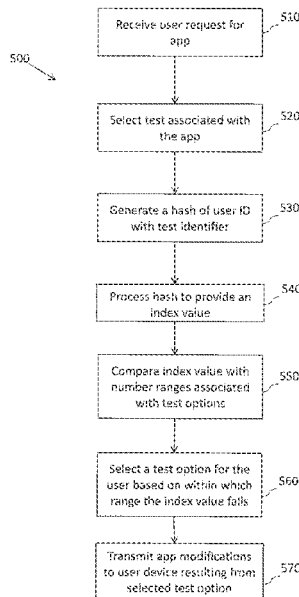 500
Receive user request for
app
510
Select test associated with
the app
520
Generate a hash of user ID
with test identifier
530
Process hash to provide an
index value
540
Compare index value with
number ranges associated
with test options
550
Select a test option for the
user based on within which
range the index value falls
560
Transmit app modifications
to user device resulting from
selected test option
570